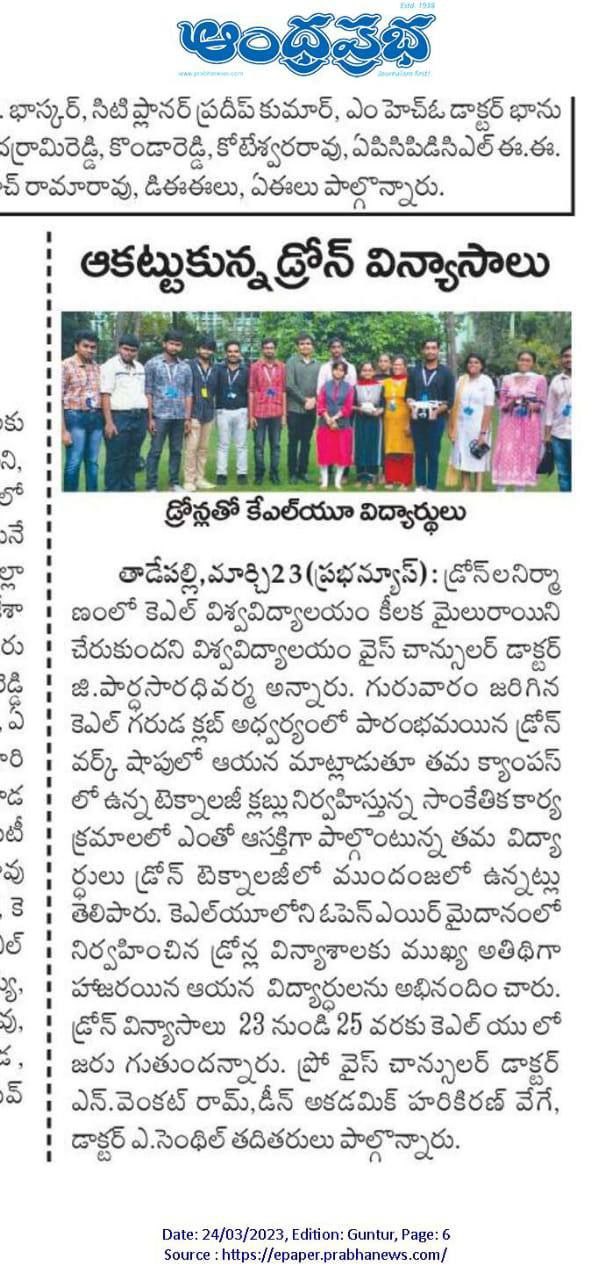 Estd. 1938
ఆంధ్రప్రభ
www.prabhanews.com
Journalism first!
. భాస్కర్, సిటి ప్లానర్ ప్రదీప్ కుమార్, ఎం హెచ్ఓ డాక్టర్ భాను
కొండారెడ్డి, కోటేశ్వరరావు, ఏపిసిపిడిసిఎల్ ఈ.ఈ.
రామారావు, డిఈఈలు, ఏఈలు పాల్గొన్నారు.
ఆకట్టుకున్న డ్రోన్ విన్యాసాలు
డ్రోన్లతో కేఎల్‌యూ విద్యార్థులు
తాడేపల్లి,మార్చి23(ప్రభన్యూస్): డ్రోన్‌ల నిర్మా
ణంలో కెఎల్ విశ్వవిద్యాలయం కీలక మైలురాయిని
చేరుకుందని విశ్వవిద్యాలయం వైస్ చాన్సులర్ డాక్టర్
జి.పార్ధసారధివర్మ అన్నారు. గురువారం జరిగిన
కెఎల్ గరుడ క్లబ్ అధ్వర్యంలో పారంభమయిన డ్రోన్
వర్క్ షాపులో ఆయన మాట్లాడుతూ తమ క్యాంపస్
లో ఉన్న టెక్నాలజీ క్లబ్బు నిర్వహిస్తున్న సాంకేతిక కార్య
క్రమాలలో ఎంతో ఆసక్తిగా పాల్గొంటున్న తమ విద్యా
ర్ధులు డ్రోన్ టెక్నాలజీలో ముందంజలో ఉన్నట్లు
తెలిపారు. కెఎల్‌యూలోని ఓపెన్ ఎయిర్ మైదానంలో
నిర్వహించిన డ్రోన్ల విన్యాశాలకు ముఖ్య అతిథిగా
హాజరయిన ఆయన విద్యార్ధులను అభినందిం చారు.
డ్రోన్ విన్యాసాలు 23 నుండి 25 వరకు కెఎల్ యు లో
జరు గుతుందన్నారు. ప్రో వైస్ చాన్సులర్ డాక్టర్
ఎన్.వెంకట్ రామ్,డీన్ అకడమిక్ హరికిరణ్ వేగే,
డాక్టర్ ఎ.సెంథిల్ తదితరులు పాల్గొన్నారు.
Date: 24/03/2023, Edition: Guntur, Page: 6
Source : https://epaper.prabhanews.com/